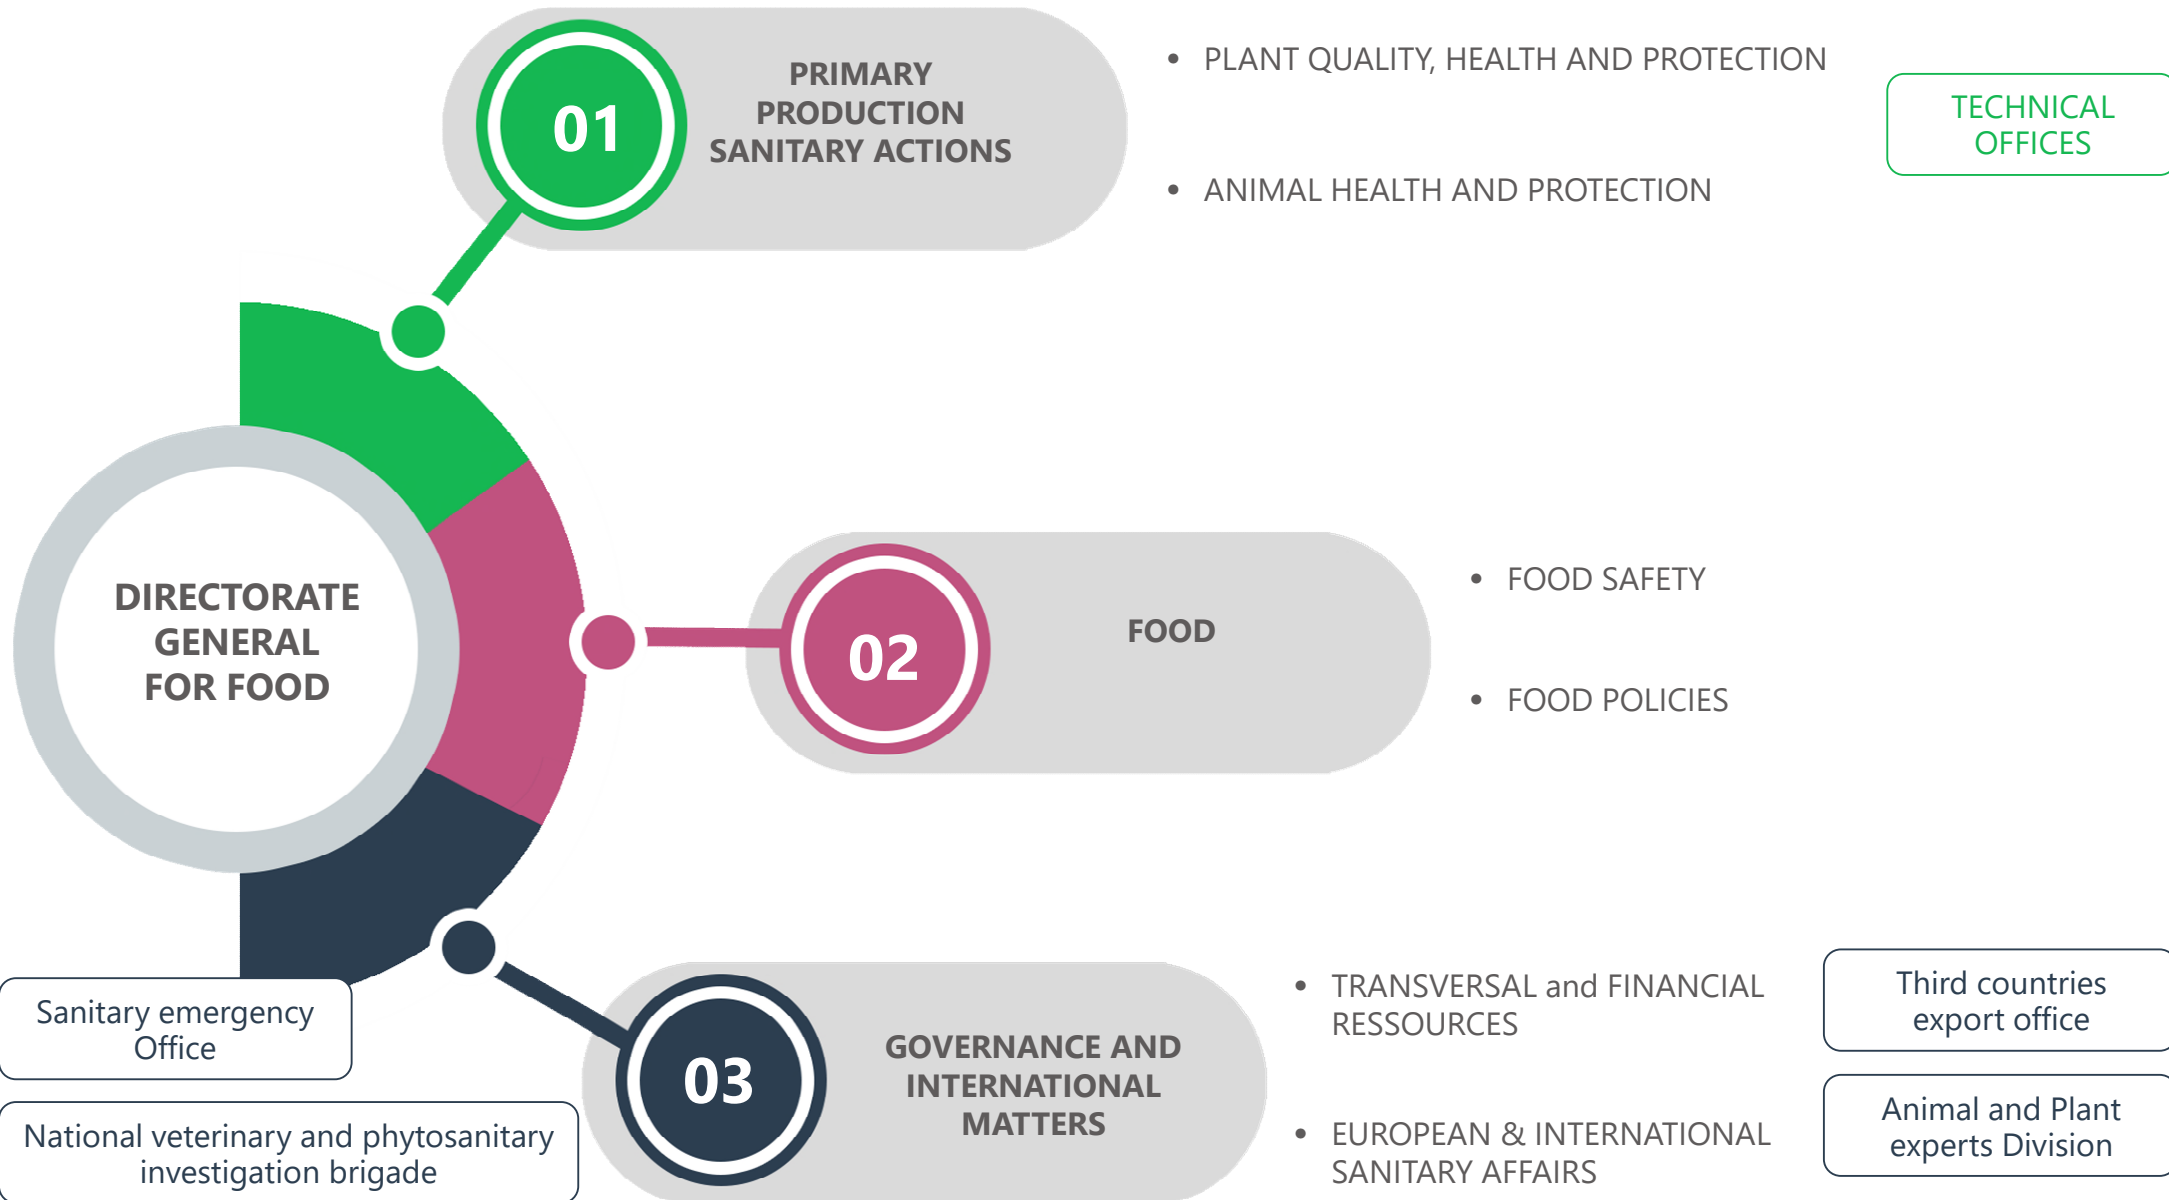 01
PRIMARY
PRODUCTION
SANITARY ACTIONS
• PLANT QUALITY, HEALTH AND PROTECTION
• ANIMAL HEALTH AND PROTECTION
TECHNICAL
OFFICES
DIRECTORATE
GENERAL
FOR FOOD
02
FOOD
• FOOD SAFETY
• FOOD POLICIES
Sanitary emergency
Office
National veterinary and phytosanitary
investigation brigade
03
GOVERNANCE AND
INTERNATIONAL
MATTERS
• TRANSVERSAL and FINANCIAL
RESSOURCES
• EUROPEAN & INTERNATIONAL
SANITARY AFFAIRS
Third countries
export office
Animal and Plant
experts Division